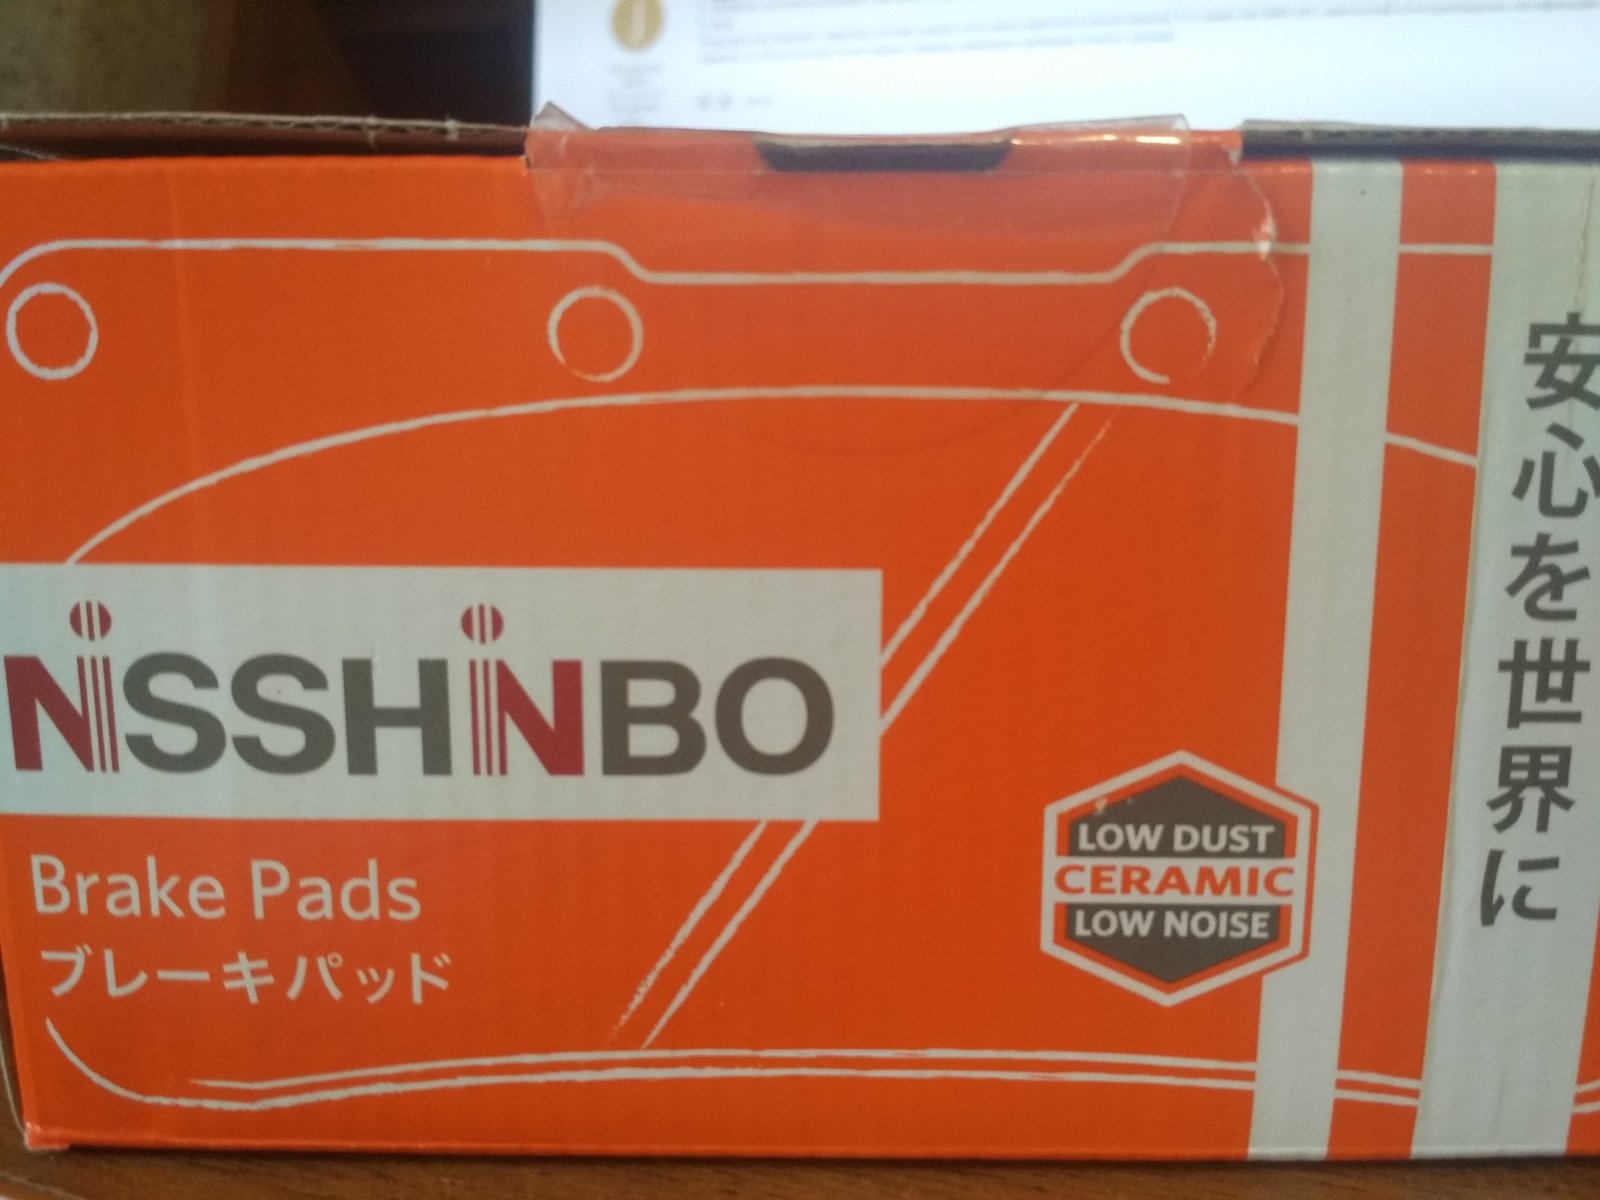 NiSSHiNBO
Brake Pads
ブレーキパッド
LOW DUST
CERAMIC
LOW NOISE
安心を世界に